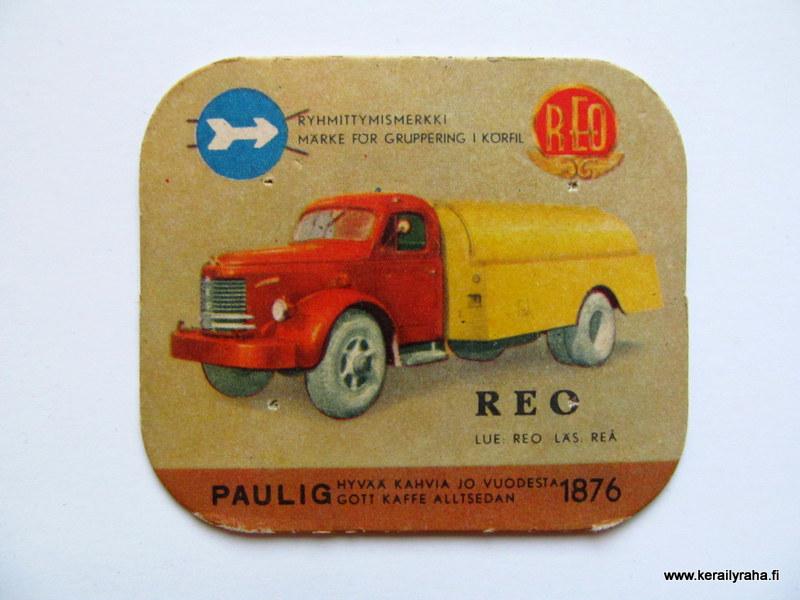 RYHMITTYMISMERKKI
MÄRKE FÖR GRUPPERING I KÖRFIL
REO
REO
LUE: REO LÄS: REÅ
PAULIG HYVÄÄ KAHVIA JO VUODESTA 1876
GOTT KAFFE ALLTSEDAN
www.kerailyraha.fi